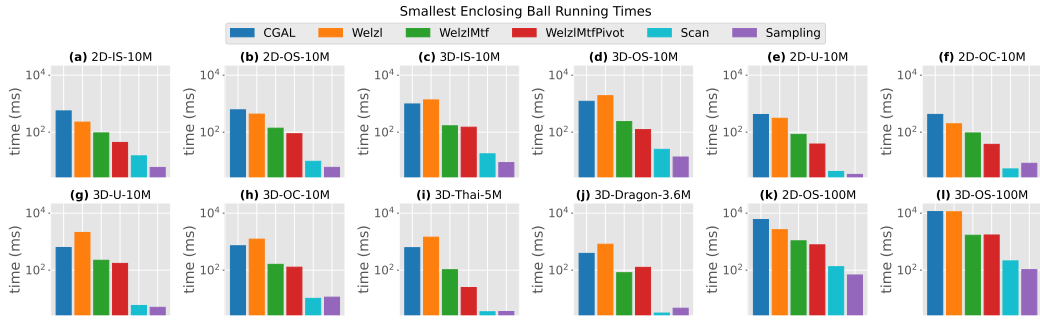 Smallest Enclosing Ball Running Times
CGAL Welzl WelzlMtf WelzlMtfPivot Scan Sampling
(a) 2D-IS-10M (b) 2D-OS-10M (c) 3D-IS-10M (d) 3D-OS-10M (e) 2D-U-10M (f) 2D-OC-10M
10⁴ 10⁴ 10⁴ 10⁴ 10⁴ 10⁴
time (ms) time (ms) time (ms) time (ms) time (ms) time (ms)
10² 10² 10² 10² 10² 10²
(g) 3D-U-10M (h) 3D-OC-10M (i) 3D-Thai-5M (j) 3D-Dragon-3.6M (k) 2D-OS-100M (l) 3D-OS-100M
10⁴ 10⁴ 10⁴ 10⁴ 10⁴ 10⁴
time (ms) time (ms) time (ms) time (ms) time (ms) time (ms)
10² 10² 10² 10² 10² 10²